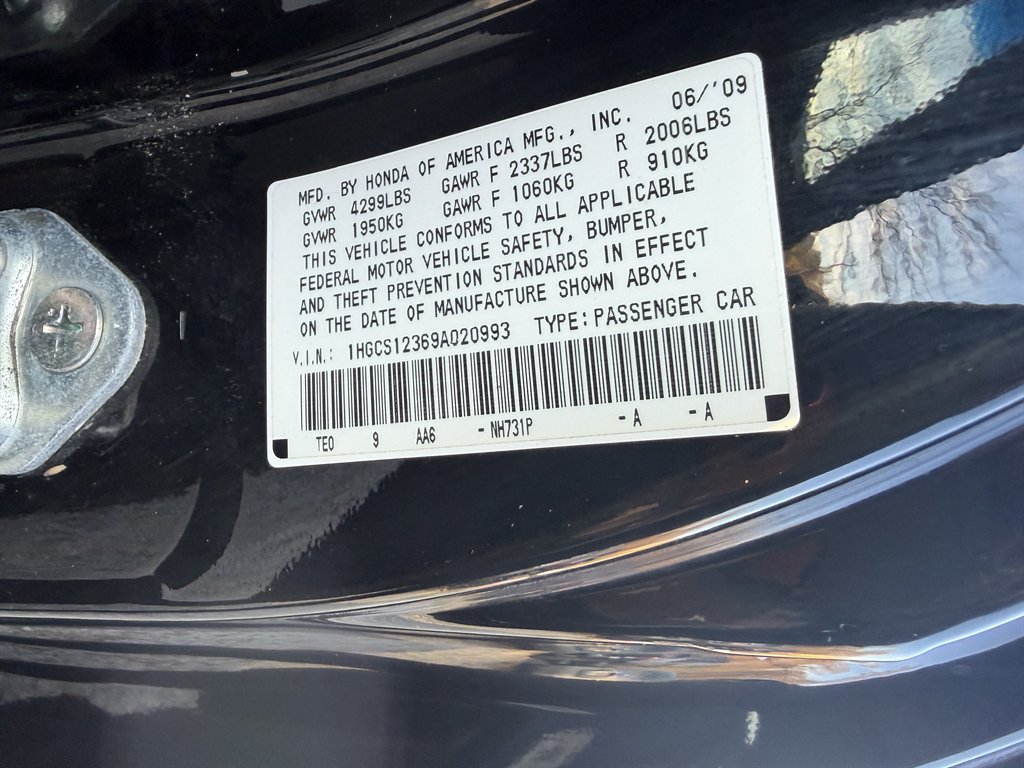 MFD. BY HONDA OF AMERICA MFG., INC. 06/'09
GVWR 4299LBS GAWR F 2337LBS R 2006LBS
GVWR 1950KG GAWR F 1060KG R 910KG
THIS VEHICLE CONFORMS TO ALL APPLICABLE
FEDERAL MOTOR VEHICLE SAFETY, BUMPER,
AND THEFT PREVENTION STANDARDS IN EFFECT
ON THE DATE OF MANUFACTURE SHOWN ABOVE.
V.I.N.: 1HGCS12369A020993 TYPE:PASSENGER CAR
TE0 9 AA6 -NH731P -A -A